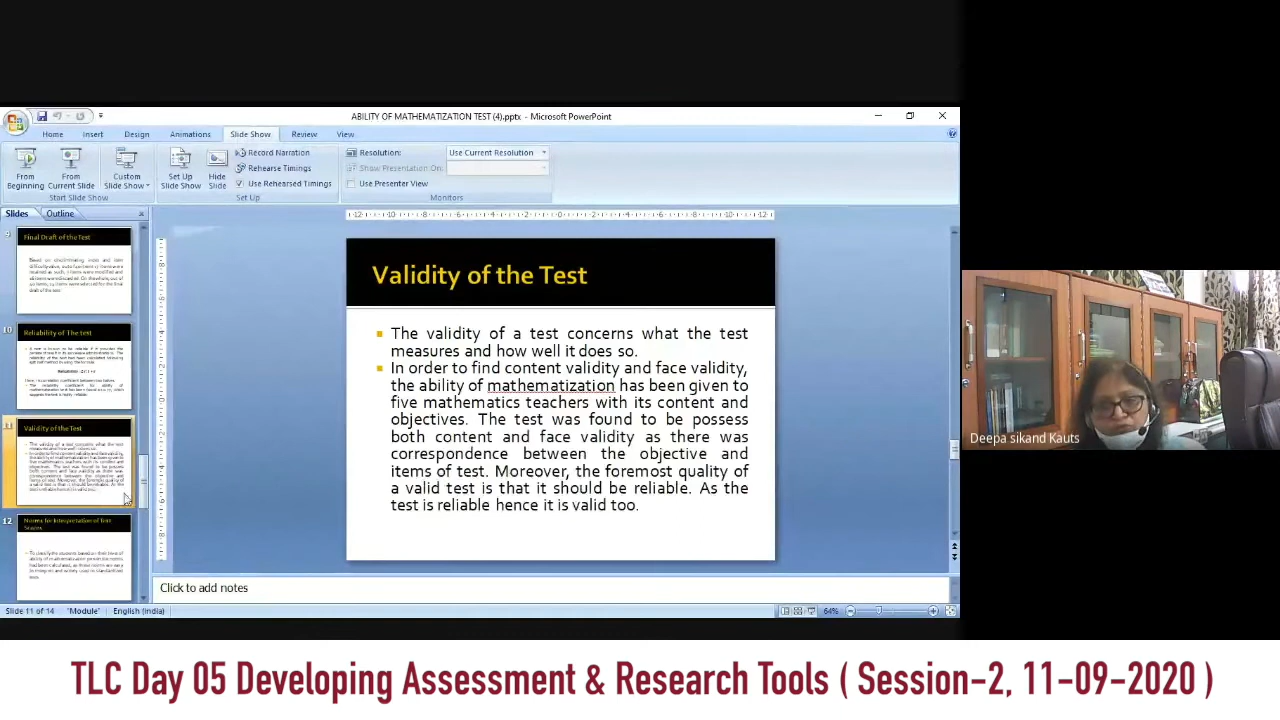 ABILITY OF MATHEMATIZATION TEST (4).pptx - Microsoft PowerPoint
Home Insert Design Animations Slide Show Review View
From Beginning
From Current Slide
Custom Slide Show
Start Slide Show
Set Up Slide Show
Hide Slide
Record Narration
Rehearse Timings
Use Rehearsed Timings
Set Up
Resolution: Use Current Resolution
Show Presentation On:
Use Presenter View
Monitors
Slides Outline
9
Final Draft of the Test
10
Reliability of The test
11
Validity of the Test
12
Norms for Interpretation of Test
Validity of the Test
The validity of a test concerns what the test
measures and how well it does so.
In order to find content validity and face validity,
the ability of mathematization has been given to
five mathematics teachers with its content and
objectives. The test was found to be possess
both content and face validity as there was
correspondence between the objective and
items of test. Moreover, the foremost quality of
a valid test is that it should be reliable. As the
test is reliable hence it is valid too.
Click to add notes
Slide 11 of 14 "Module" English (India) 64%
Deepa sikand Kauts
TLC Day 05 Developing Assessment & Research Tools ( Session-2, 11-09-2020 )